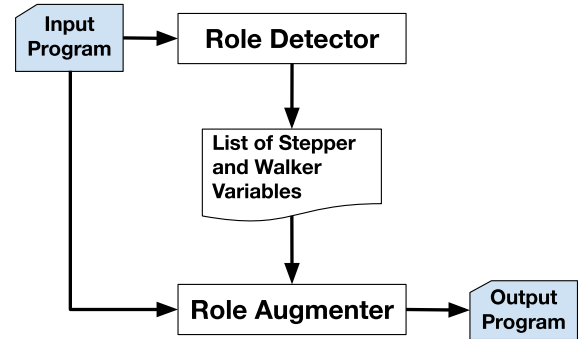 Input
Program
Role Detector
List of Stepper
and Walker
Variables
Role Augmenter
Output
Program